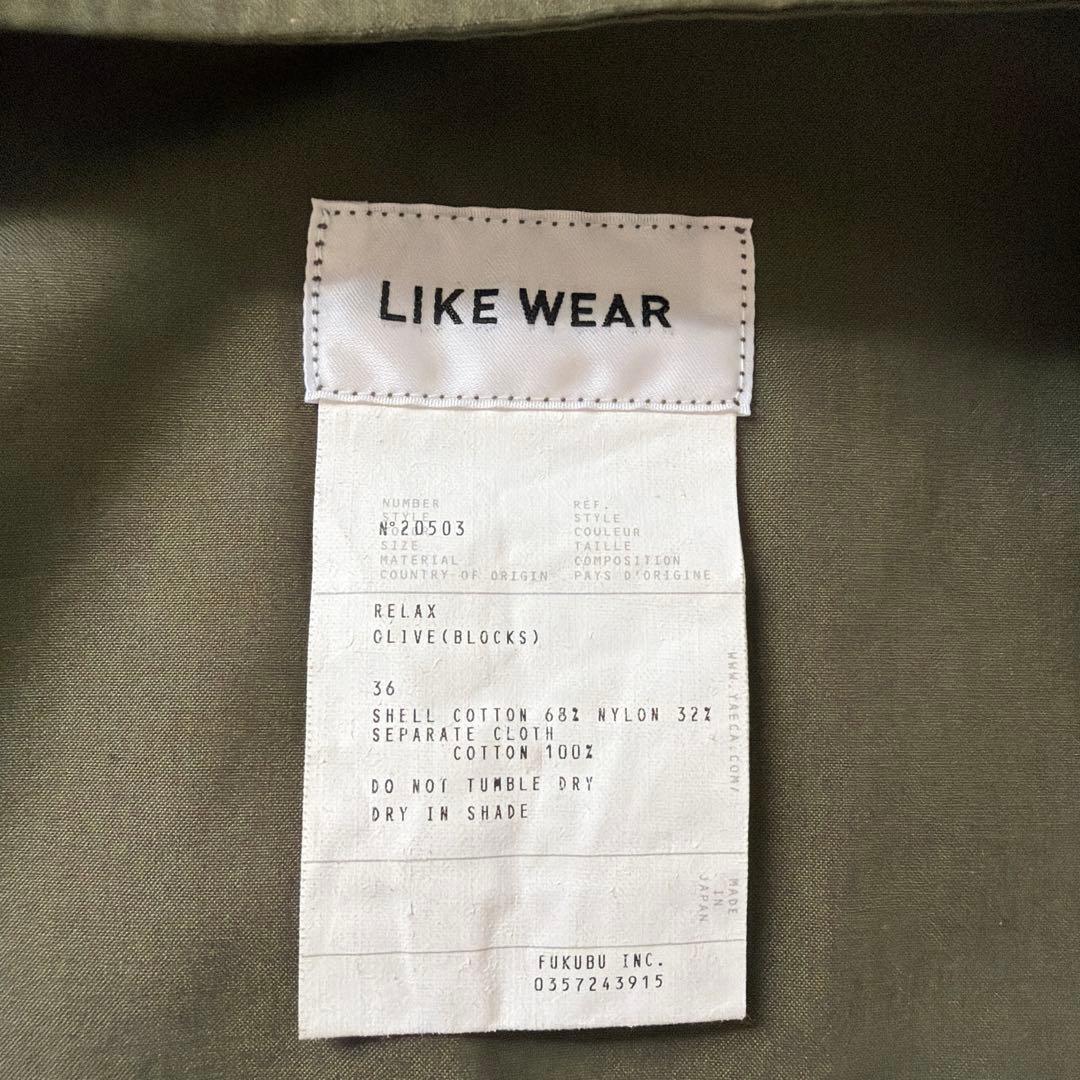 LIKE WEAR
NUMBER RÉF.
STYLE STYLE
N°20503
COULEUR
SIZE TAILLE
MATERIAL COMPOSITION
COUNTRY OF ORIGIN PAYS D'ORIGINE
RELAX
OLIVE(BLOCKS)
36
SHELL COTTON 68% NYLON 32%
SEPARATE CLOTH
COTTON 100%
DO NOT TUMBLE DRY
DRY IN SHADE
WWW.YAECA.COM/
MADE
IN
JAPAN
FUKUBU INC.
0357243915